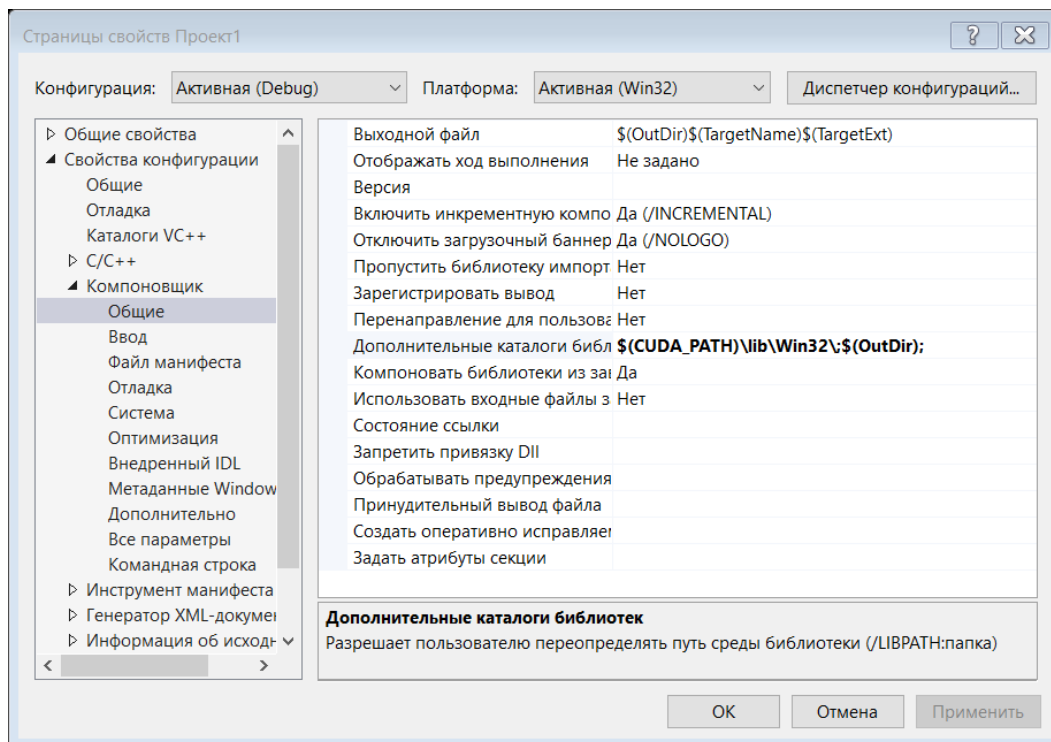 Страницы свойств Проект1
Конфигурация: Активная (Debug) Платформа: Активная (Win32) Диспетчер конфигураций...
Общие свойства
Свойства конфигурации
Общие
Отладка
Каталоги VC++
C/C++
Компоновщик
Общие
Ввод
Файл манифеста
Отладка
Система
Оптимизация
Внедренный IDL
Метаданные Window
Дополнительно
Все параметры
Командная строка
Инструмент манифеста
Генератор XML-докумен
Информация об исходн
Выходной файл $(OutDir)$(TargetName)$(TargetExt)
Отображать ход выполнения Не задано
Версия
Включить инкрементную компо Да (/INCREMENTAL)
Отключить загрузочный баннер Да (/NOLOGO)
Пропустить библиотеку импорт Нет
Зарегистрировать вывод Нет
Перенаправление для пользова Нет
Дополнительные каталоги библ $(CUDA_PATH)\lib\Win32\;$(OutDir);
Компоновать библиотеки из зав Да
Использовать входные файлы з Нет
Состояние ссылки
Запретить привязку Dll
Обрабатывать предупреждения
Принудительный вывод файла
Создать оперативно исправляем
Задать атрибуты секции
Дополнительные каталоги библиотек
Разрешает пользователю переопределять путь среды библиотеки (/LIBPATH:папка)
ОК Отмена Применить